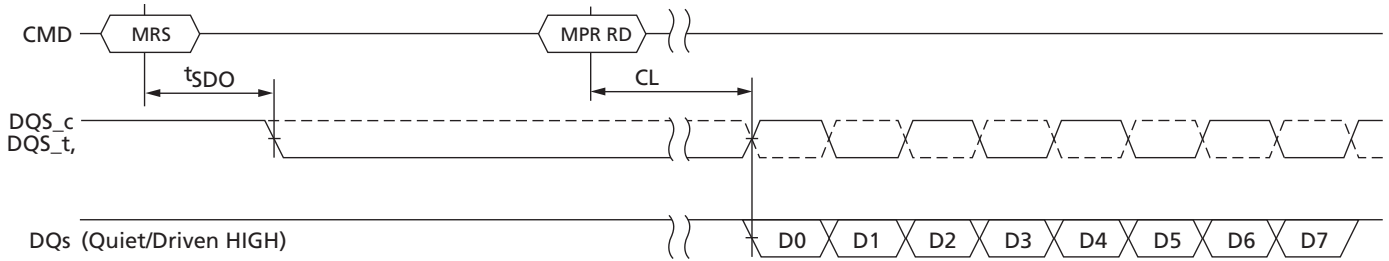 CMD MRS MPR RD
tSDO CL
DQS_c
DQS_t,
DQs (Quiet/Driven HIGH) D0 D1 D2 D3 D4 D5 D6 D7